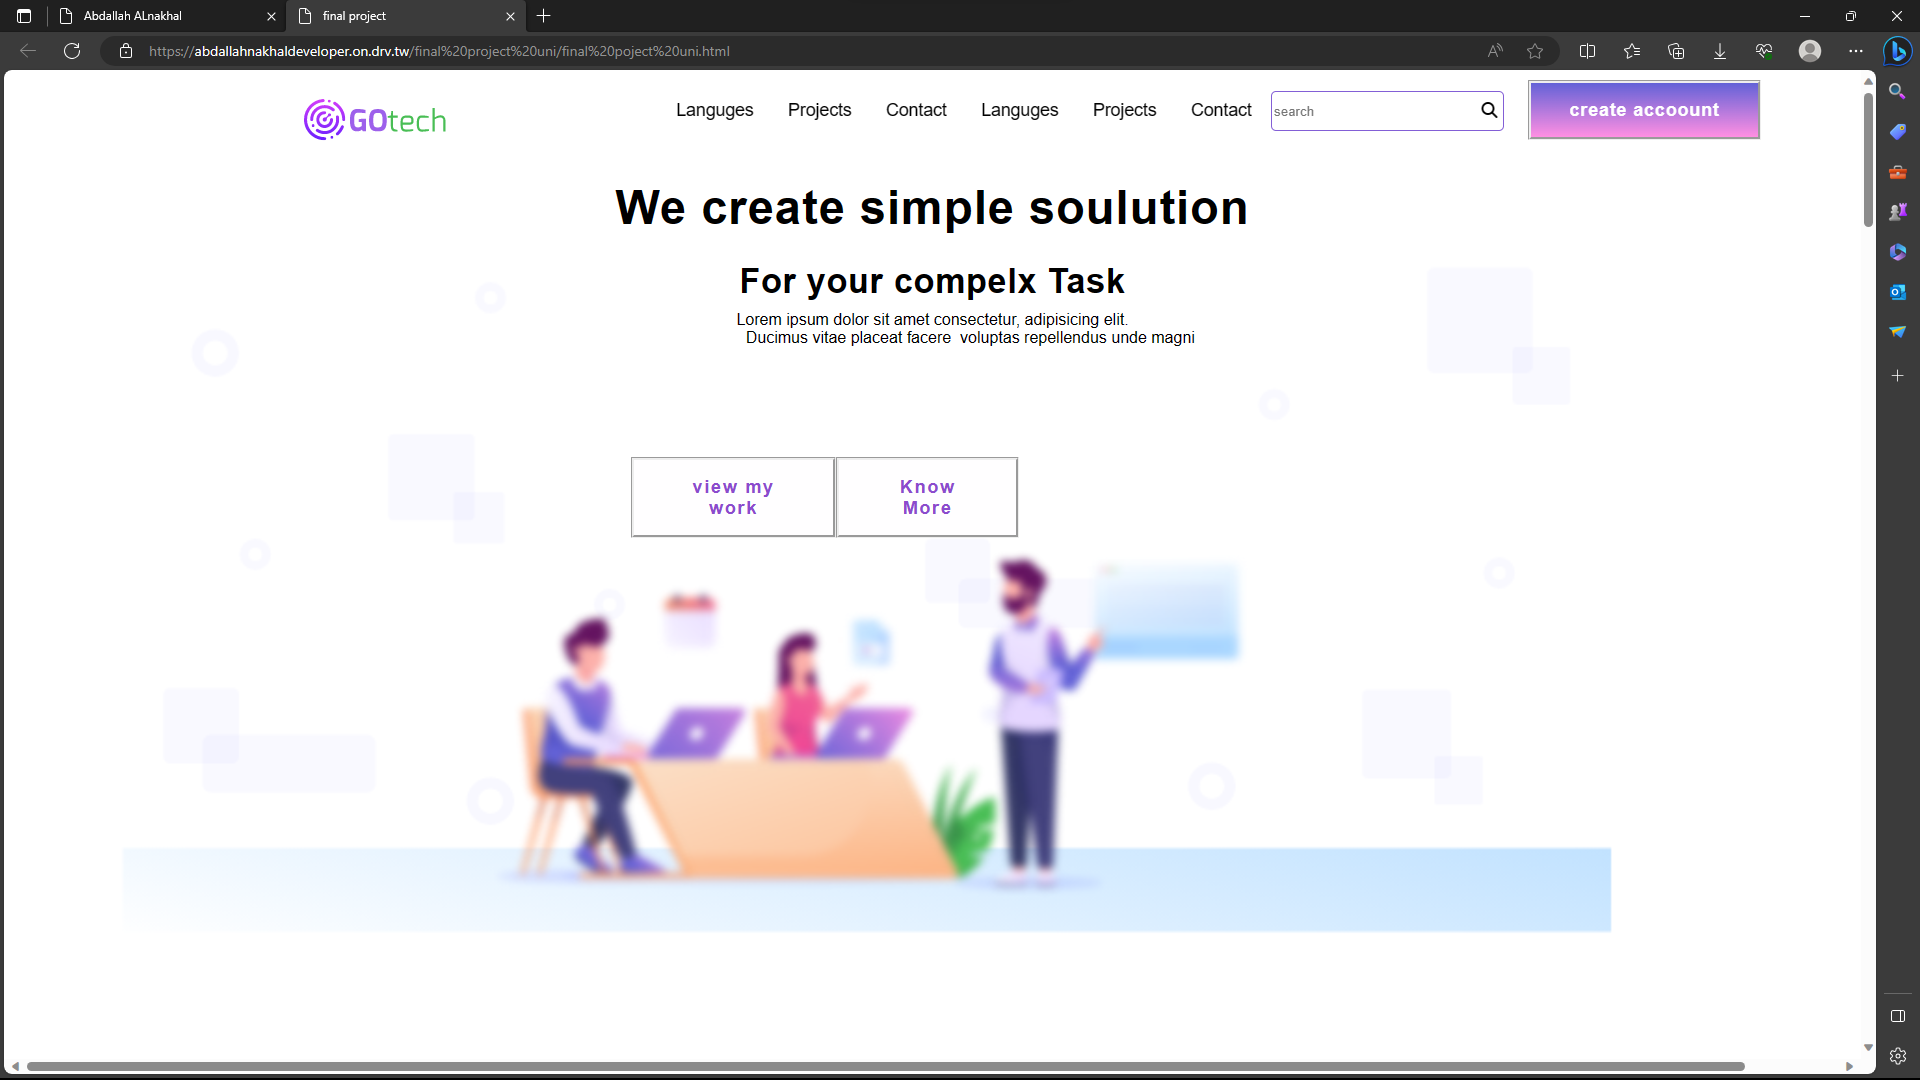 Abdallah ALnakhal
final project
https://abdallahnakhaldeveloper.on.drv.tw/final%20project%20uni/final%20poject%20uni.html
GOtech
Languges Projects Contact Languges Projects Contact search create accoount
We create simple soulution
For your compelx Task
Lorem ipsum dolor sit amet consectetur, adipisicing elit.
Ducimus vitae placeat facere voluptas repellendus unde magni
view my
work
Know
More